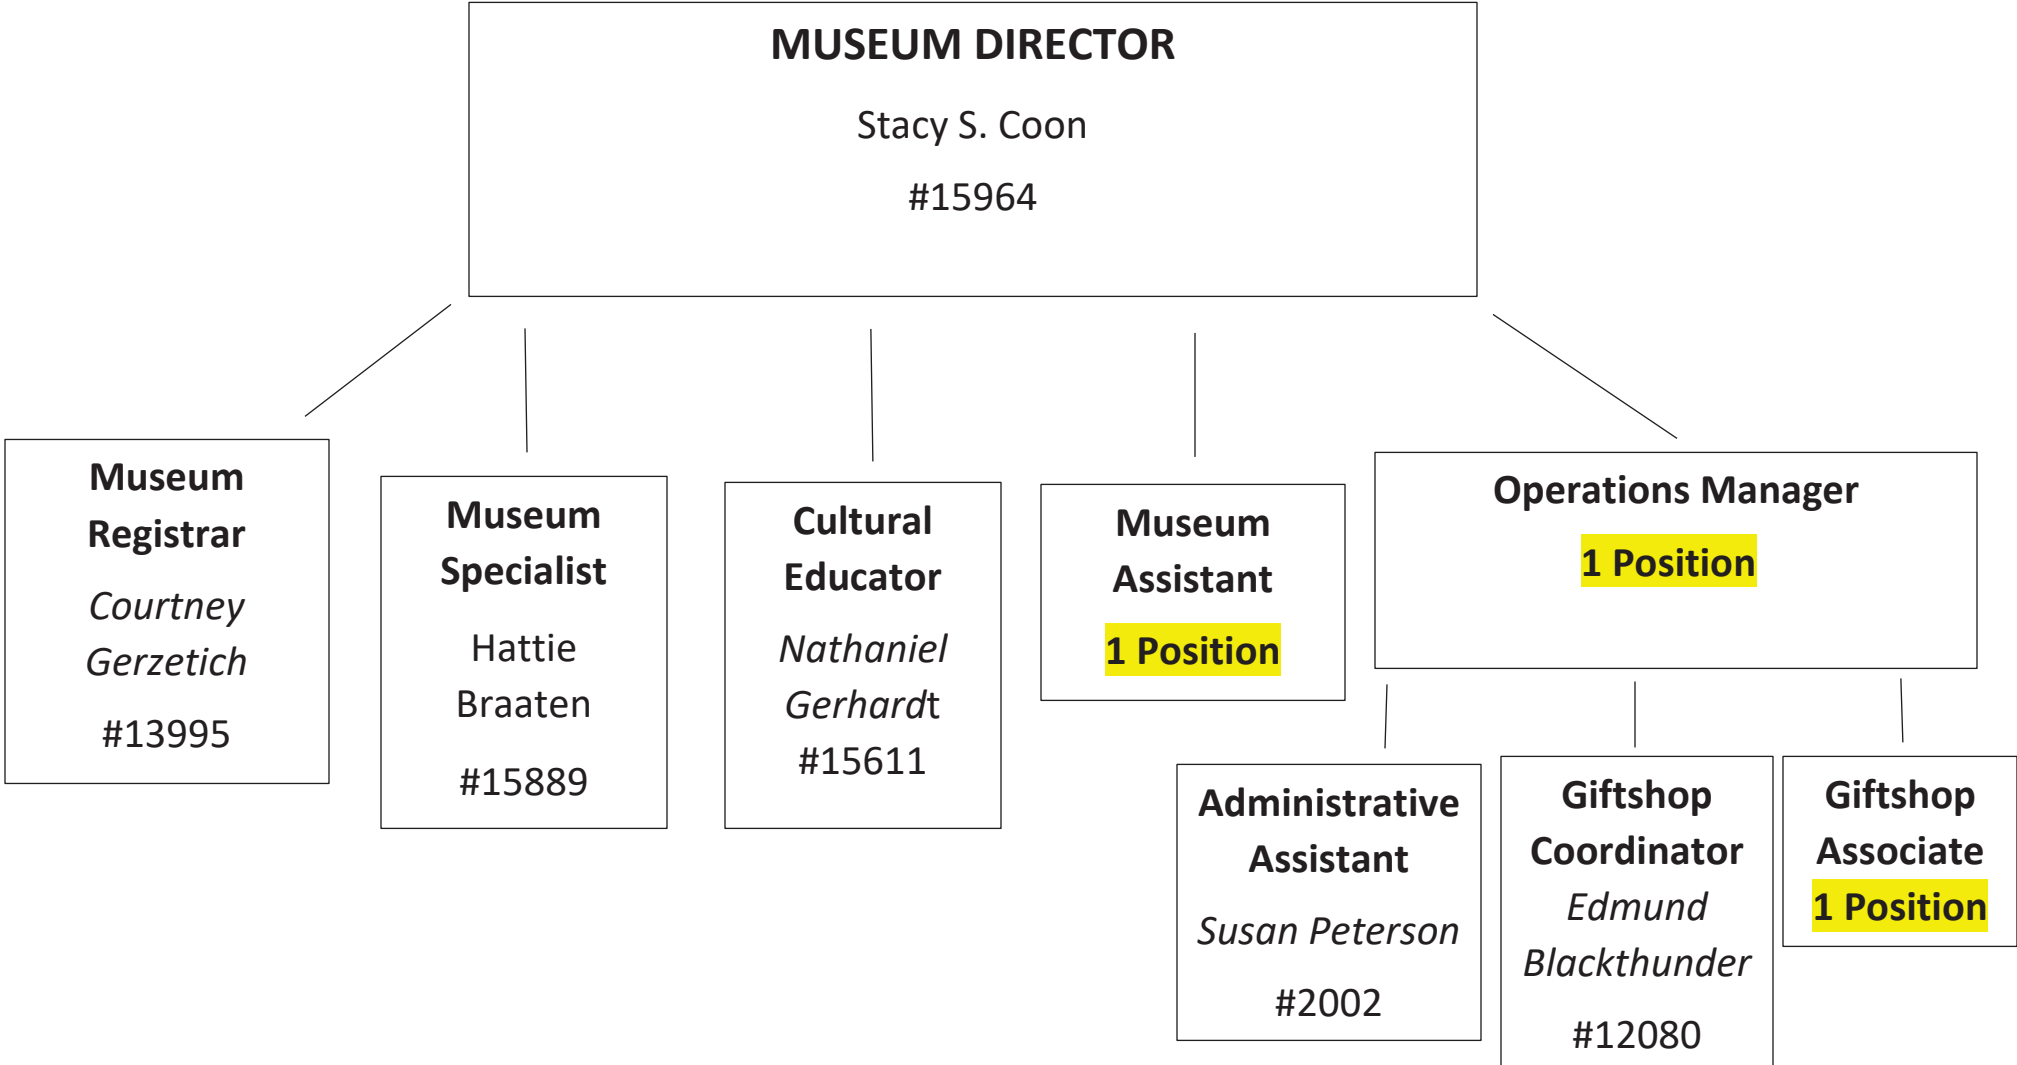 MUSEUM DIRECTOR
Stacy S. Coon
#15964
Museum
Registrar
Courtney
Gerzetich
#13995
Museum
Specialist
Hattie
Braaten
#15889
Cultural
Educator
Nathaniel
Gerhardt
#15611
Museum
Assistant
1 Position
Operations Manager
1 Position
Administrative
Assistant
Susan Peterson
#2002
Giftshop
Coordinator
Edmund
Blackthunder
#12080
Giftshop
Associate
1 Position